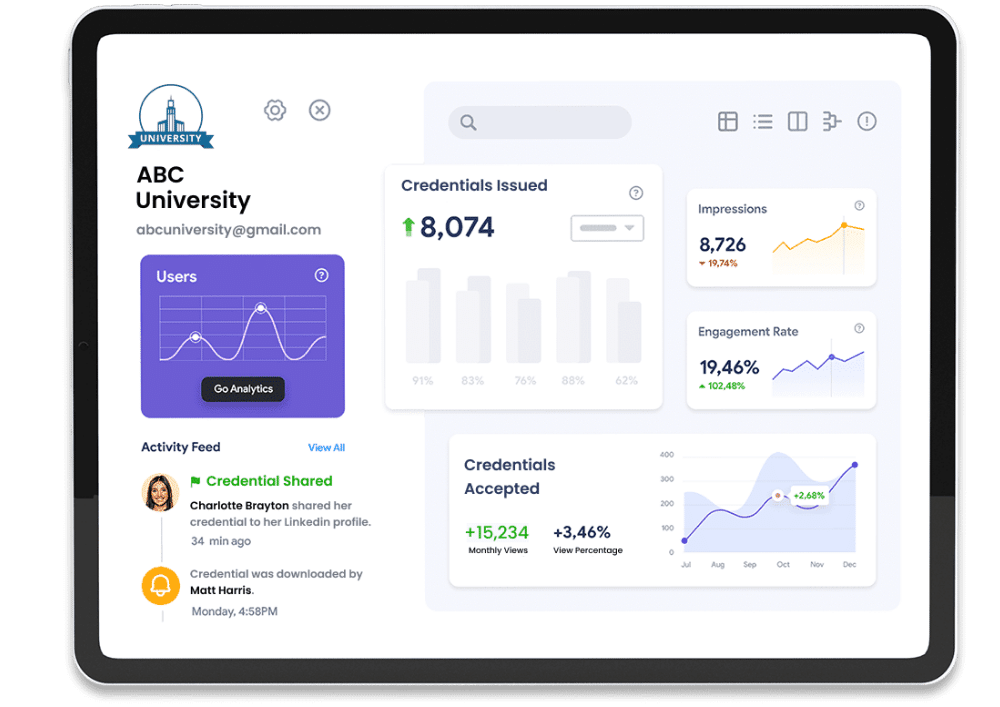 UNIVERSITY
ABC
University
abcuniversity@gmail.com
Users
?
Go Analytics
Activity Feed
View All
Credential Shared
Charlotte Brayton shared her
credential to her Linkedin profile.
34 min ago
Credential was downloaded by
Matt Harris.
Monday, 4:58PM
Credentials Issued
?
8,074
91%
83%
76%
88%
62%
Impressions
?
8,726
19,74%
Engagement Rate
?
19,46%
102,48%
Credentials
Accepted
+15,234
Monthly Views
+3,46%
View Percentage
400
300
200
100
0
+2,68%
Jul
Aug
Sep
Oct
Nov
Dec